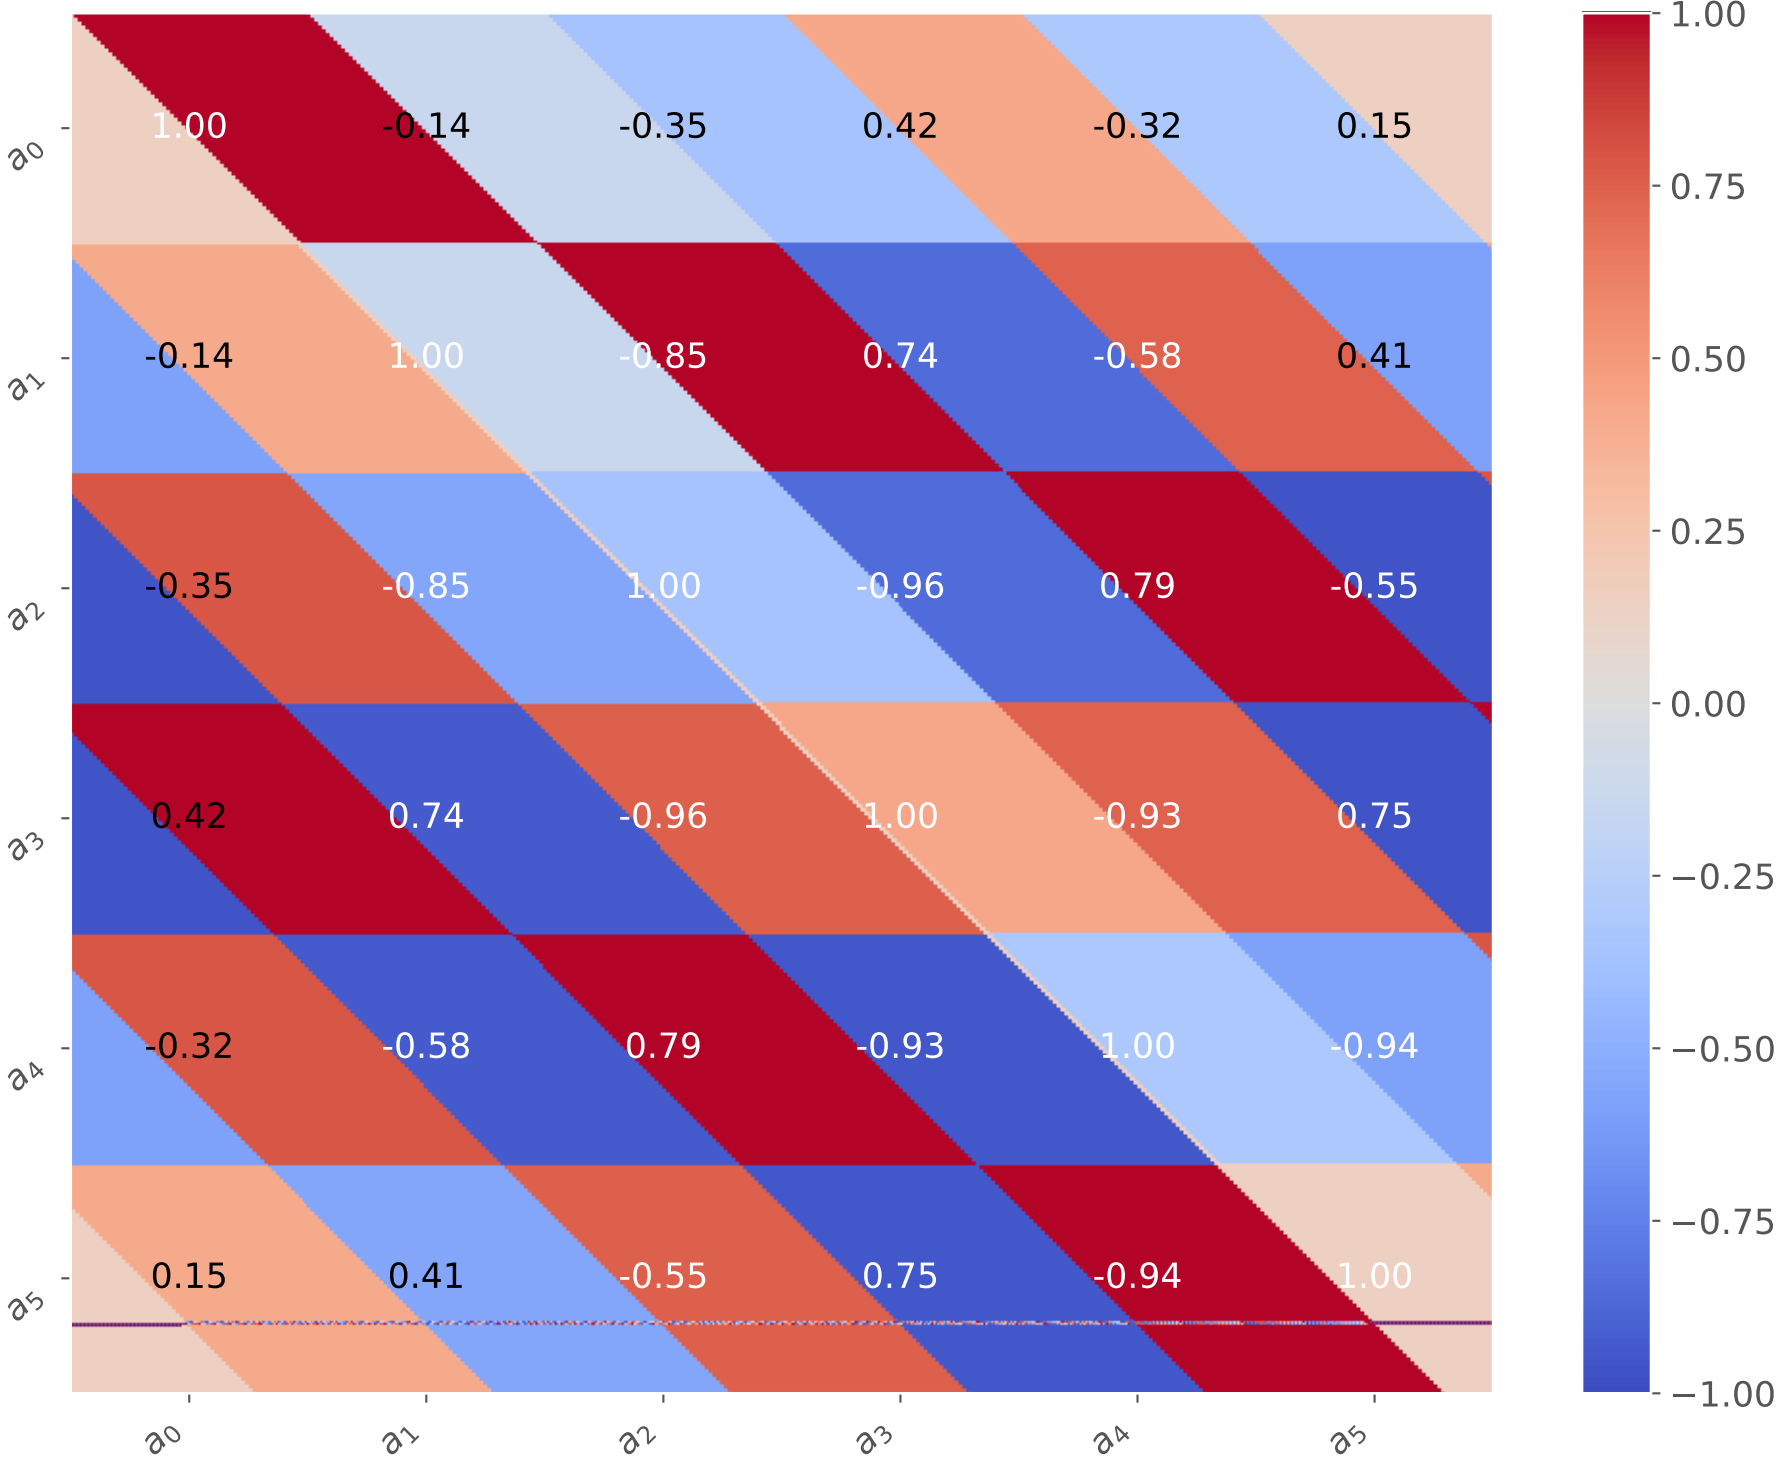 1.00
a0 1.00 -0.14 -0.35 0.42 -0.32 0.15
0.75
a1 -0.14 1.00 -0.85 0.74 -0.58 0.41
0.50
0.25
a2 -0.35 -0.85 1.00 -0.96 0.79 -0.55
0.00
a3 0.42 0.74 -0.96 1.00 -0.93 0.75
−0.25
a4 -0.32 -0.58 0.79 -0.93 1.00 -0.94
−0.50
−0.75
a5 0.15 0.41 -0.55 0.75 -0.94 1.00
−1.00
a0 a1 a2 a3 a4 a5